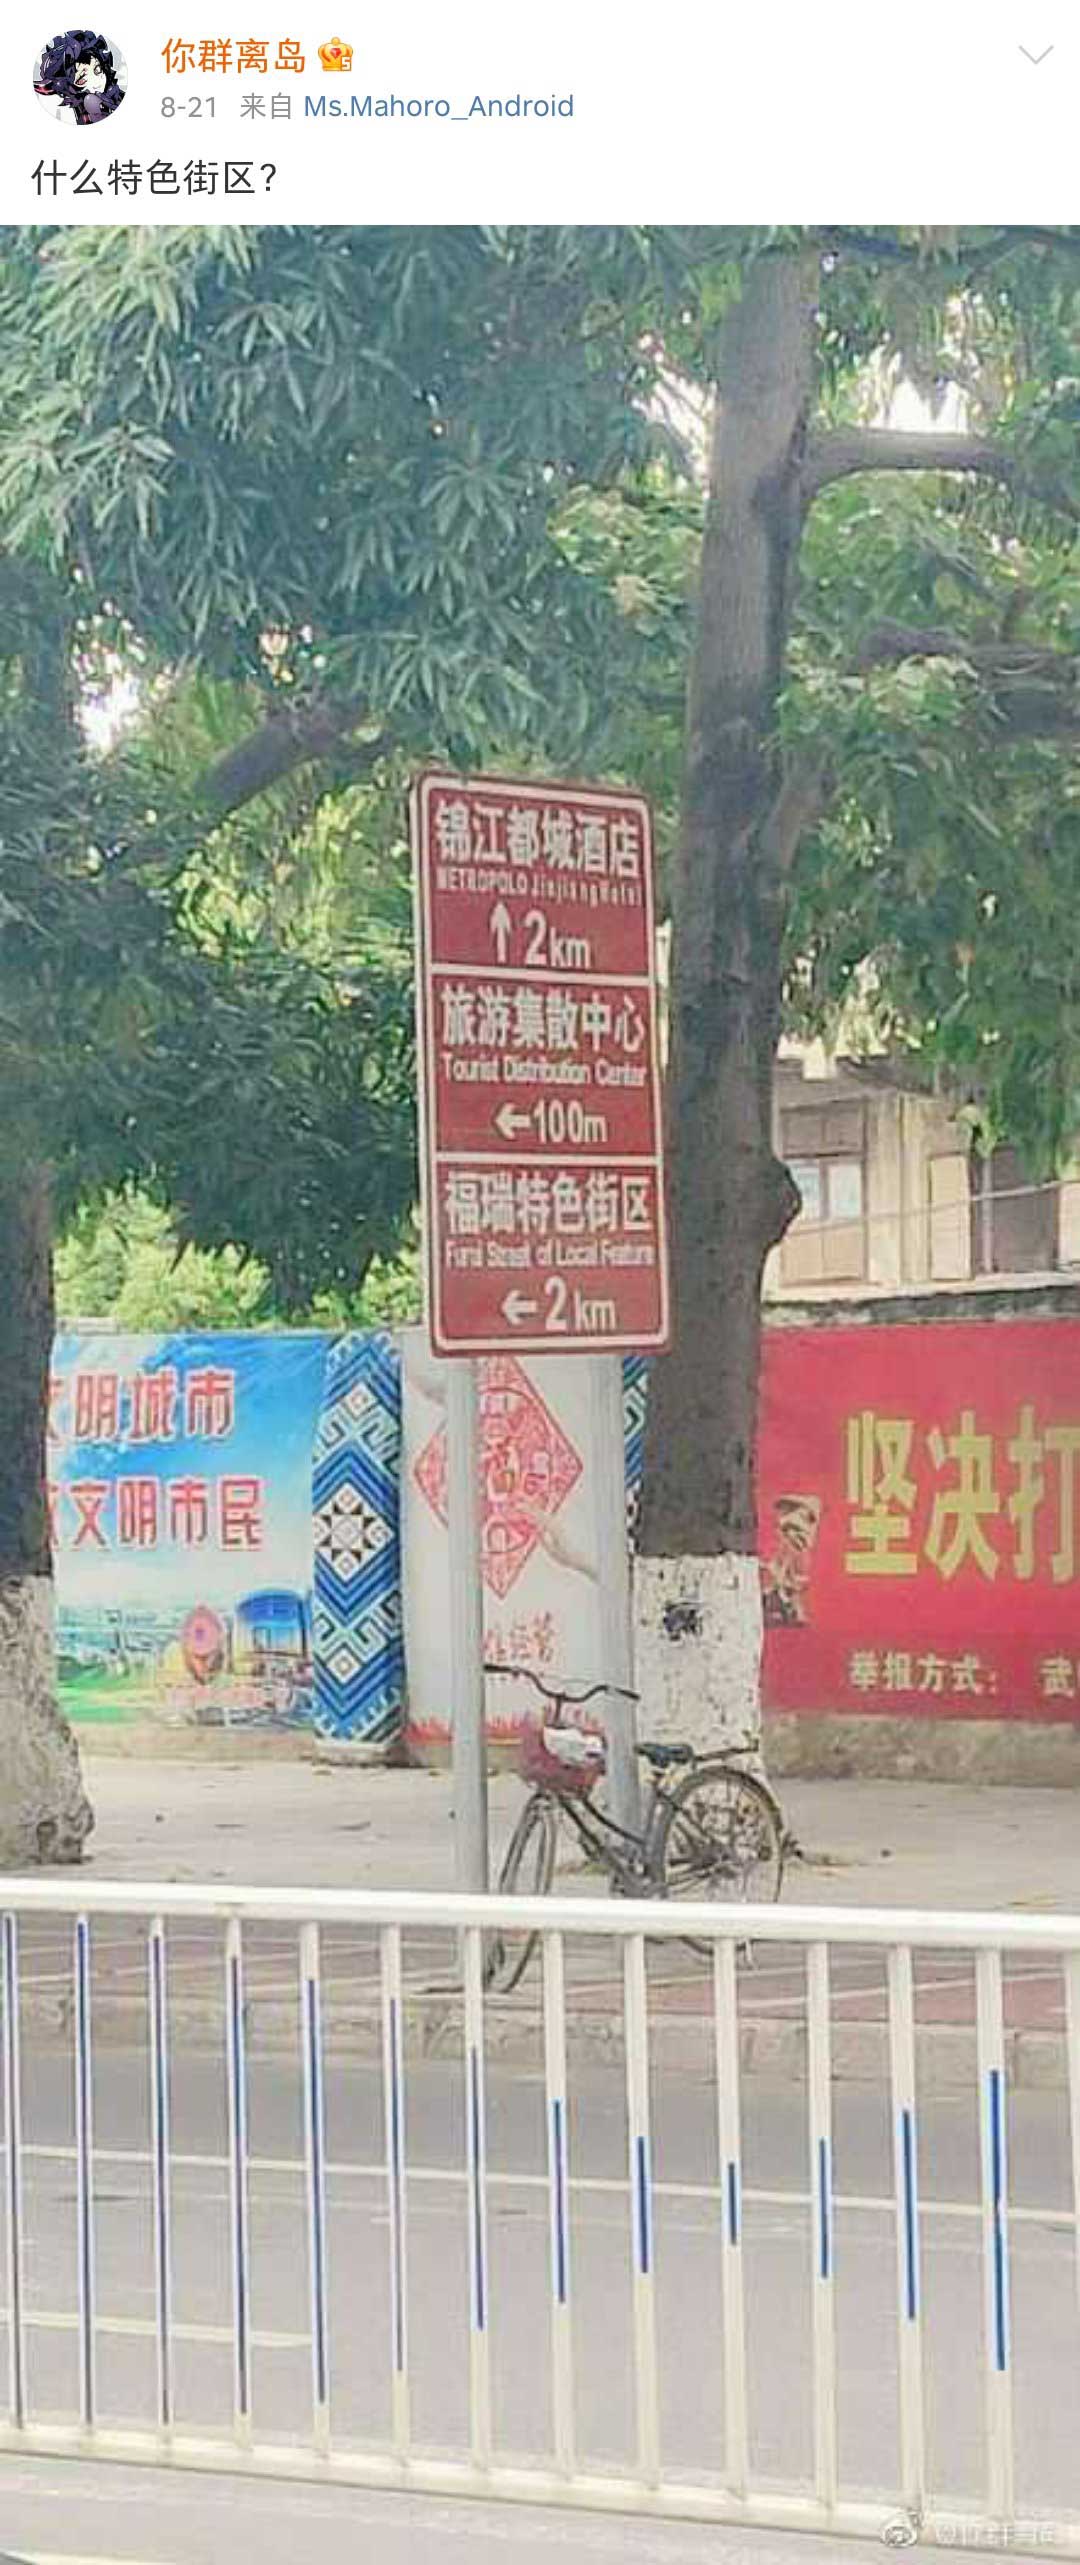 你群离岛
8-21 来自 Ms.Mahoro_Android
什么特色街区?
锦江都城酒店
METROPOLO JinjiangHotel
↑2km
旅游集散中心
Tourist Distribution Center
←100m
福瑞特色街区
Furui Street of Local Feature
←2km
明城市
文明市民
坚决打
举报方式：